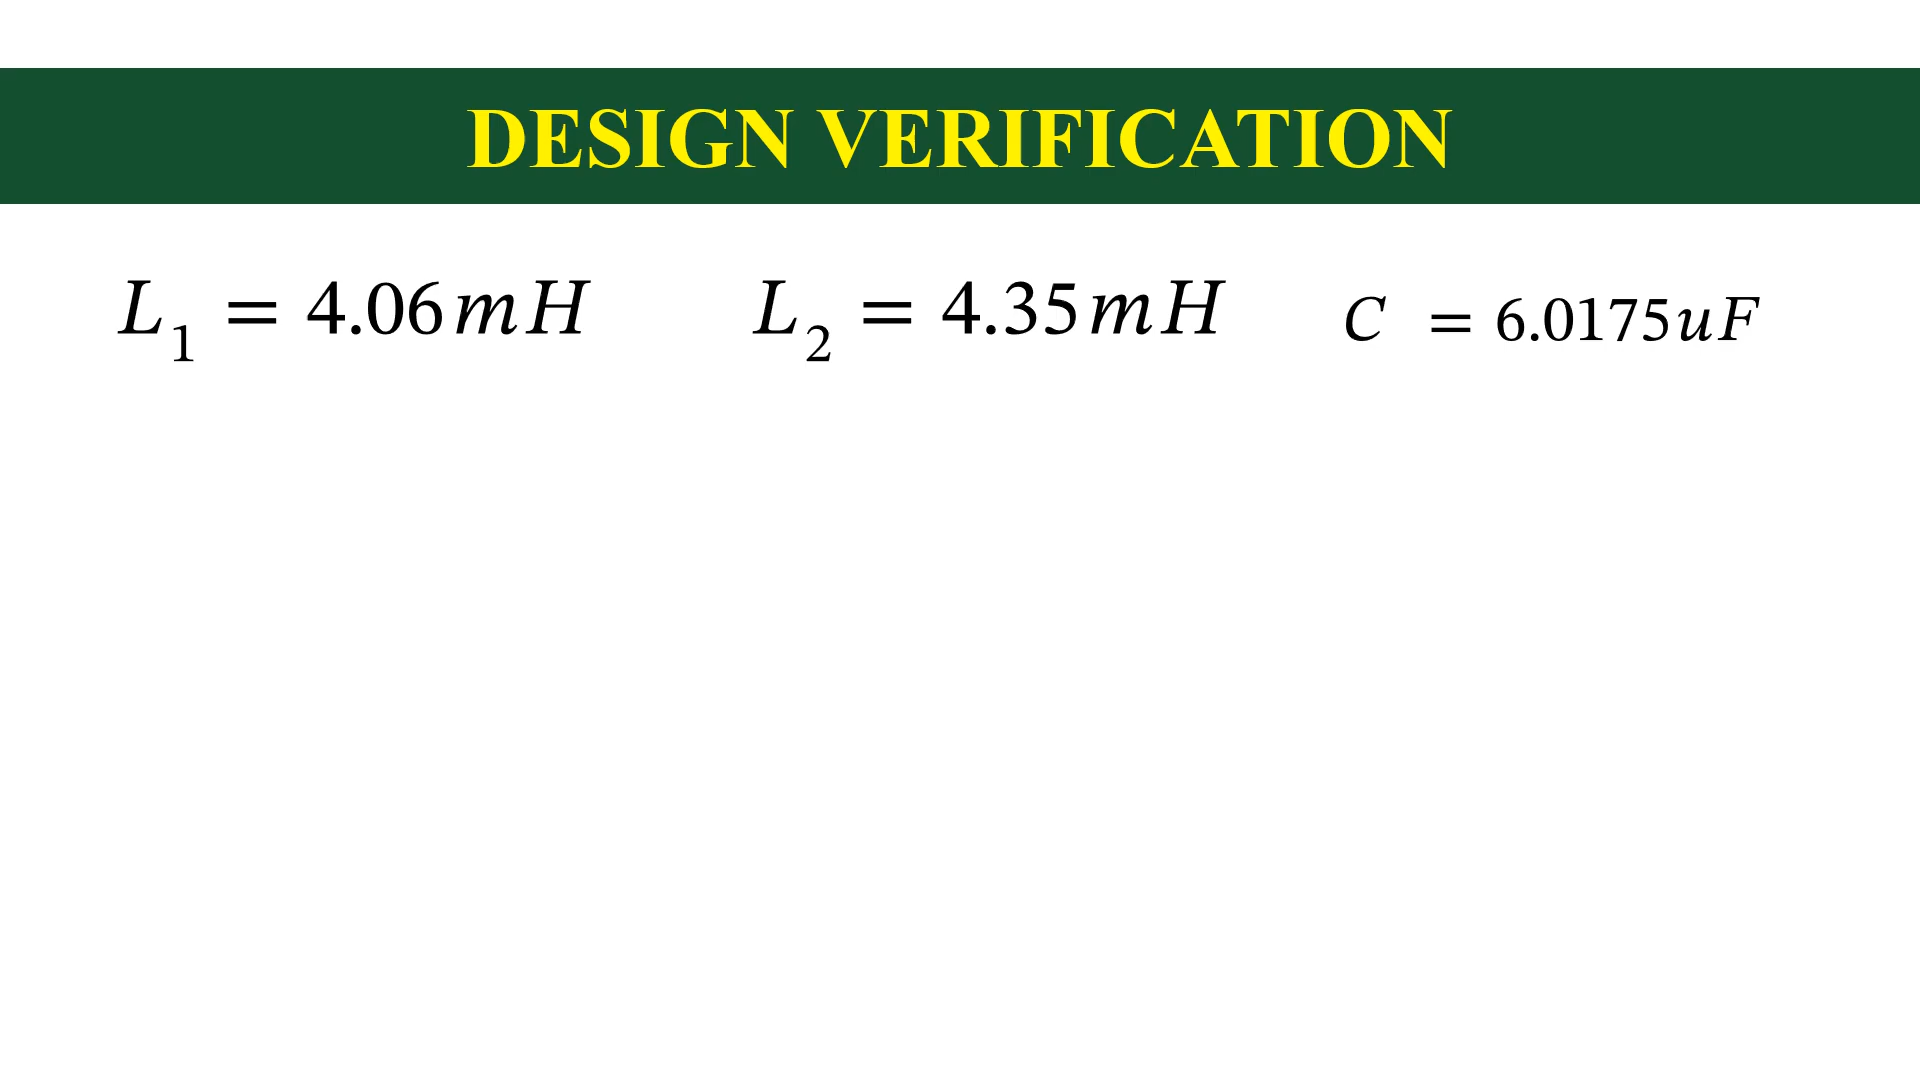 DESIGN VERIFICATION
L₁ = 4.06mH L₂ = 4.35mH C = 6.0175uF